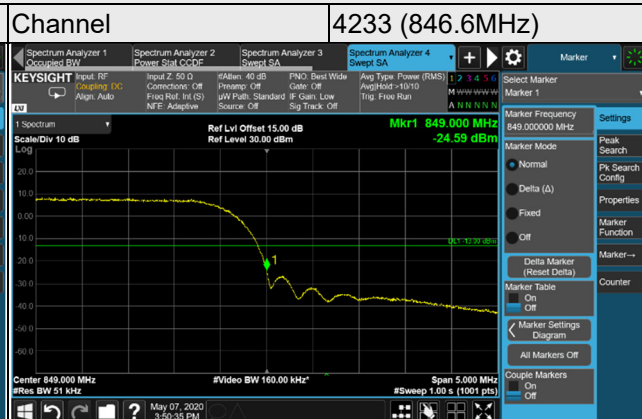 Channel 4233 (846.6MHz)
Spectrum Analyzer 1 Occupied BW
Spectrum Analyzer 2 Power Stat CCDF
Spectrum Analyzer 3 Swept SA
Spectrum Analyzer 4 Swept SA
Marker
KEYSIGHT
Input: RF
Coupling: DC
Align: Auto
Input Z: 50 Ω
Corrections: Off
Freq Ref: Int (S)
NFE: Adaptive
#Atten: 40 dB
Preamp: Off
µW Path: Standard
Source: Off
PNO: Best Wide
Gate: Off
IF Gain: Low
Sig Track: Off
Avg Type: Power (RMS)
Avg|Hold:>10/10
Trig: Free Run
1 2 3 4 5 6
M W W W W W
A N N N N N
LXI
1 Spectrum
Scale/Div 10 dB
Ref Lvl Offset 15.00 dB
Ref Level 30.00 dBm
Mkr1 849.000 MHz
-24.59 dBm
Log
20.0
10.0
0.00
-10.0
-20.0
-30.0
-40.0
-50.0
-60.0
DL1 -13.00 dBm
1
Center 849.000 MHz
#Res BW 51 kHz
#Video BW 160.00 kHz*
Span 5.000 MHz
#Sweep 1.00 s (1001 pts)
May 07, 2020
3:50:35 PM
Select Marker
Marker 1
Marker Frequency
849.000000 MHz
Marker Mode
Normal
Delta (Δ)
Fixed
Off
Delta Marker
(Reset Delta)
Marker Table
On
Off
Marker Settings
Diagram
All Markers Off
Couple Markers
On
Off
Settings
Peak
Search
Pk Search
Config
Properties
Marker
Function
Marker→
Counter